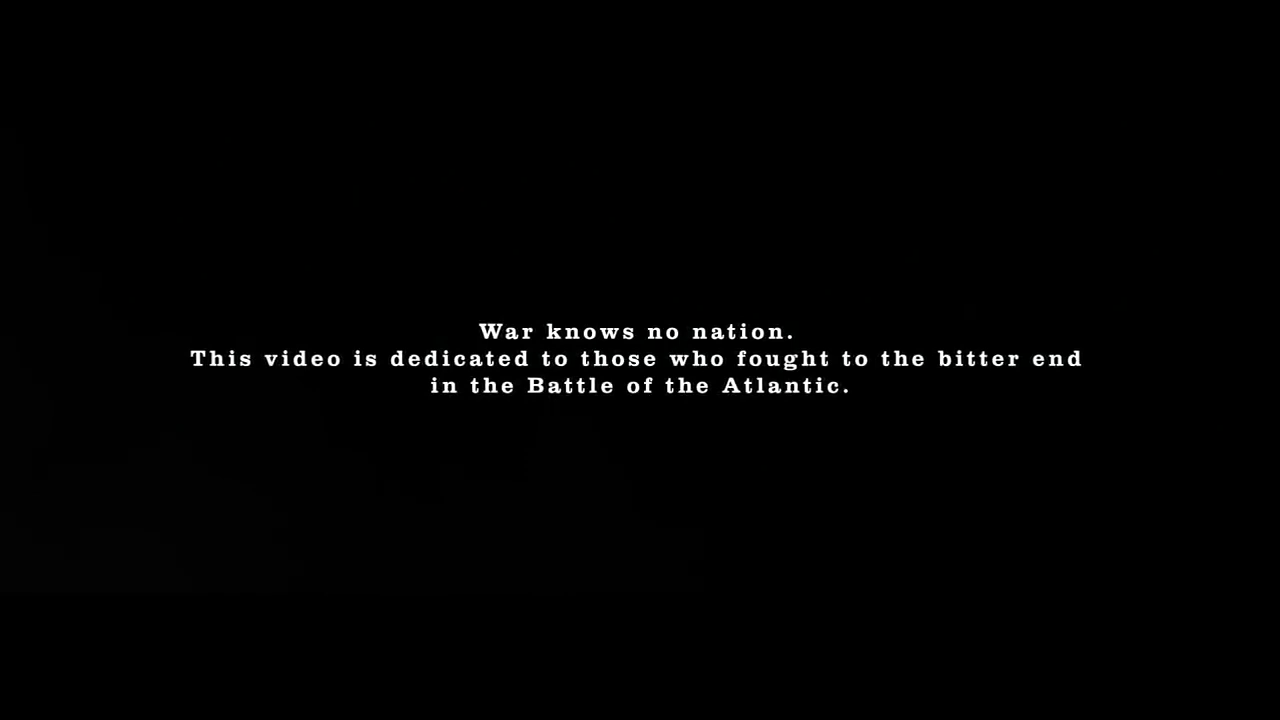 War knows no nation.
This video is dedicated to those who fought to the bitter end
in the Battle of the Atlantic.